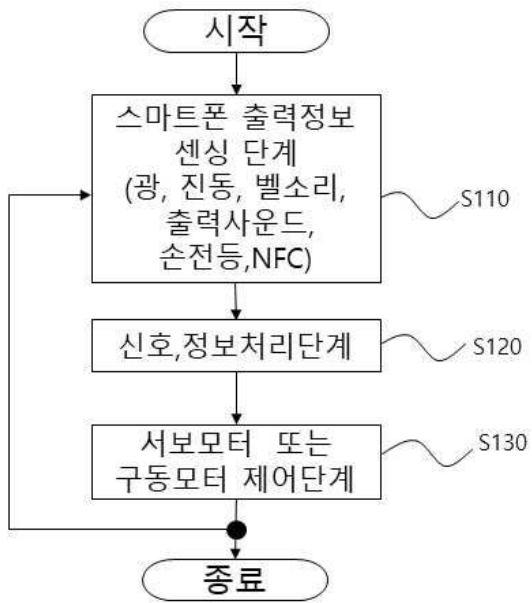 시작
스마트폰 출력정보
센싱 단계
(광, 진동, 벨소리,
출력사운드,
손전등,NFC)
S110
신호,정보처리단계
S120
서보모터 또는
구동모터 제어단계
S130
종료